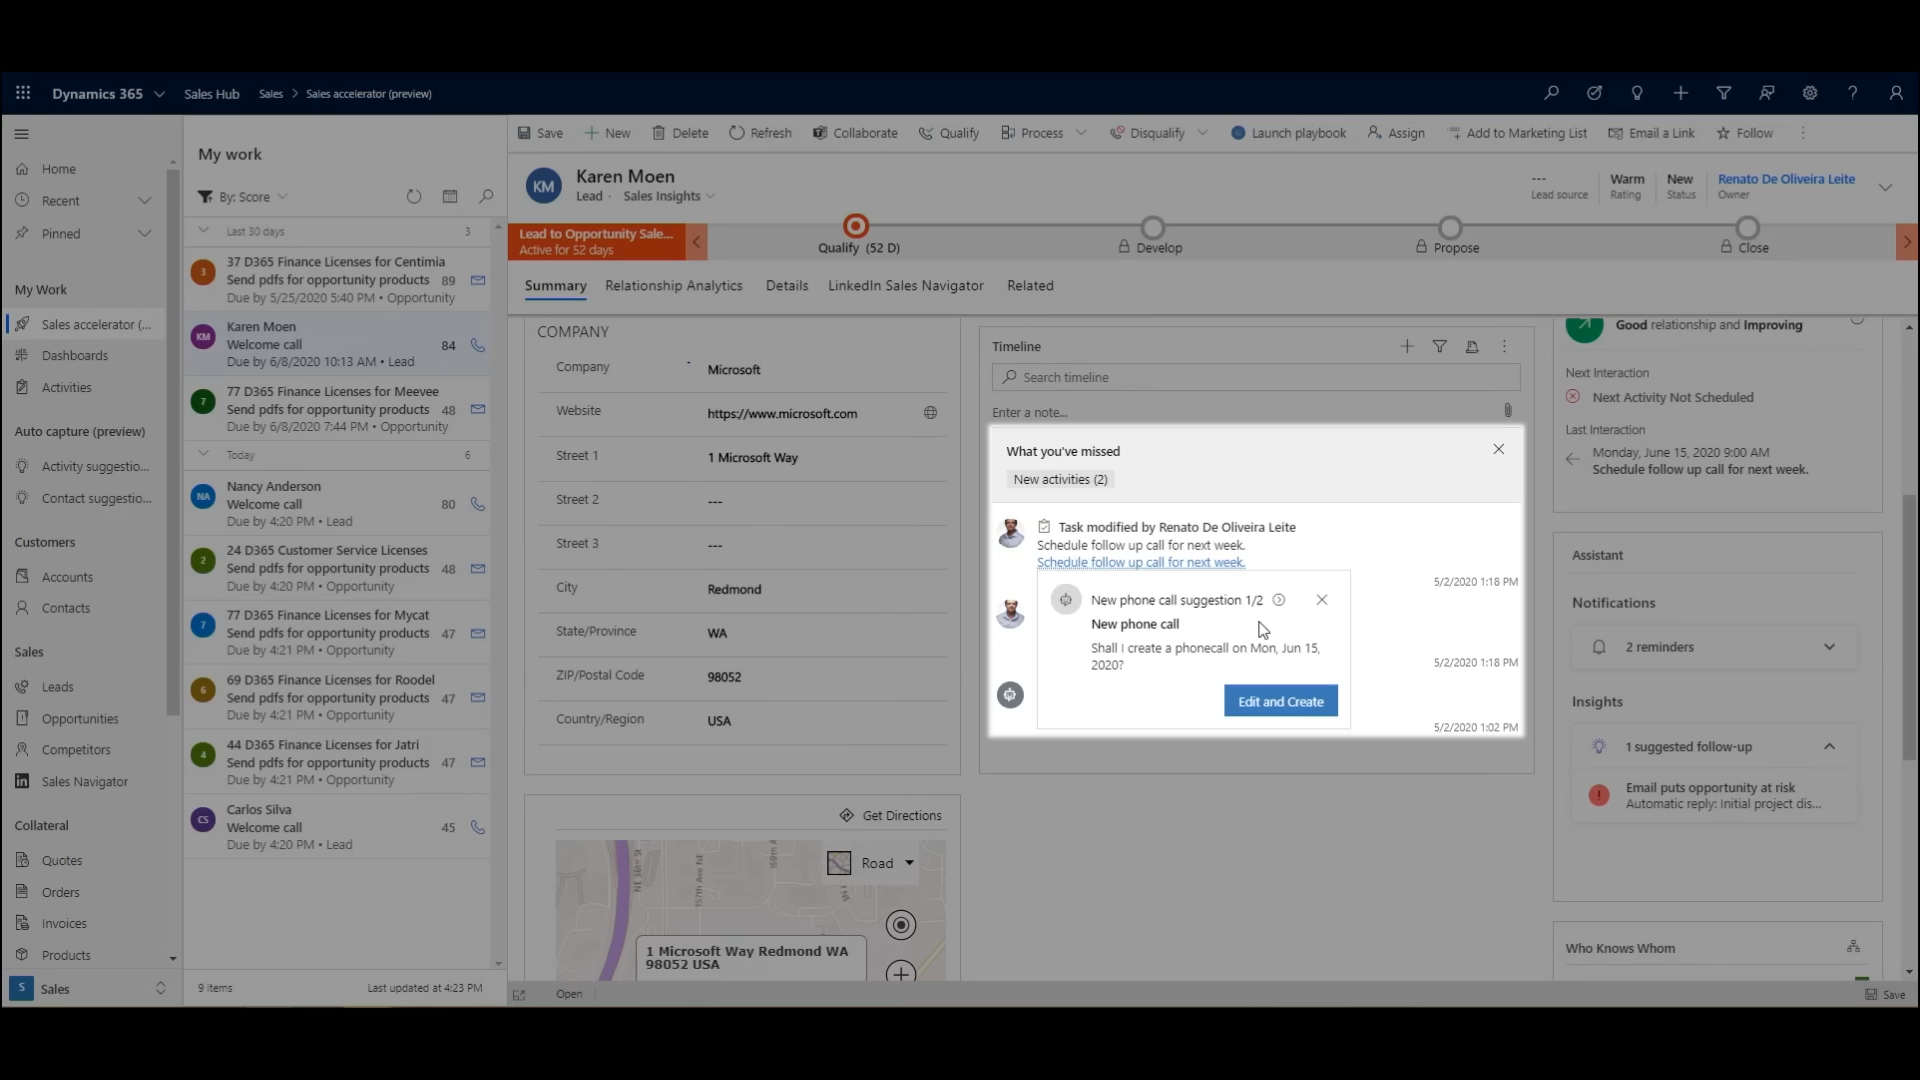 Dynamics 365
Sales Hub
Sales > Sales accelerator (preview)
Home
Recent
Pinned
My Work
Sales accelerator (...
Dashboards
Activities
Auto capture (preview)
Activity suggestio...
Contact suggestio...
Customers
Accounts
Contacts
Sales
Leads
Opportunities
Competitors
Sales Navigator
Collateral
Quotes
Orders
Invoices
Products
S Sales
My work
By: Score
Last 30 days 3
3
37 D365 Finance Licenses for Centimia
Send pdfs for opportunity products 89
Due by 5/25/2020 5:40 PM • Opportunity
KM
Karen Moen
Welcome call 84
Due by 6/8/2020 10:13 AM • Lead
7
77 D365 Finance Licenses for Meevee
Send pdfs for opportunity products 48
Due by 6/8/2020 7:44 PM • Opportunity
Today 6
NA
Nancy Anderson
Welcome call 80
Due by 4:20 PM • Lead
2
24 D365 Customer Service Licenses
Send pdfs for opportunity products 48
Due by 4:20 PM • Opportunity
7
77 D365 Finance Licenses for Mycat
Send pdfs for opportunity products 47
Due by 4:21 PM • Opportunity
6
69 D365 Finance Licenses for Roodel
Send pdfs for opportunity products 47
Due by 4:21 PM • Opportunity
4
44 D365 Finance Licenses for Jatri
Send pdfs for opportunity products 47
Due by 4:21 PM • Opportunity
CS
Carlos Silva
Welcome call 45
Due by 4:20 PM • Lead
9 items Last updated at 4:23 PM
Save New Delete Refresh Collaborate Qualify Process Disqualify Launch playbook Assign Add to Marketing List Email a Link Follow
KM
Karen Moen
Lead · Sales Insights
---
Lead source
Warm
Rating
New
Status
Renato De Oliveira Leite
Owner
Lead to Opportunity Sale...
Active for 52 days
Qualify (52 D)
Develop
Propose
Close
Summary Relationship Analytics Details LinkedIn Sales Navigator Related
COMPANY
Company Microsoft
Website https://www.microsoft.com
Street 1 1 Microsoft Way
Street 2 ---
Street 3 ---
City Redmond
State/Province WA
ZIP/Postal Code 98052
Country/Region USA
Get Directions
Road
NE 36th St
157th Ave NE
1 Microsoft Way Redmond WA
98052 USA
Timeline
Search timeline
Enter a note...
What you've missed
New activities (2)
Task modified by Renato De Oliveira Leite
Schedule follow up call for next week.
Schedule follow up call for next week.
5/2/2020 1:18 PM
New phone call suggestion 1/2
New phone call
Shall I create a phonecall on Mon, Jun 15,
2020?
5/2/2020 1:18 PM
Edit and Create
5/2/2020 1:02 PM
Good relationship and Improving
Next Interaction
Next Activity Not Scheduled
Last Interaction
Monday, June 15, 2020 9:00 AM
Schedule follow up call for next week.
Assistant
Notifications
2 reminders
Insights
1 suggested follow-up
Email puts opportunity at risk
Automatic reply: Initial project dis...
Who Knows Whom
Open
Save